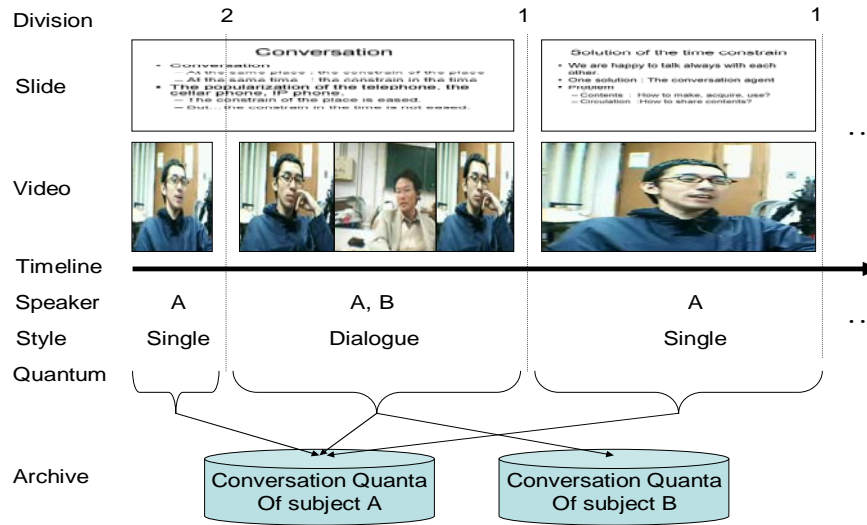 Division 2 1 1
Slide
Conversation
• Conversation
– At the same place : the constrain of the place
– At the same time : the constrain in the time
• The popularization of the telephone. the
cellar phone, IP phone.
– The constrain of the place is eased.
– But... the constrain in the time is not eased.
Solution of the time constrain
• We are happy to talk always with each
other.
• One solution : The conversation agent
• Problem
– Contents : How to make, acquire, use?
– Circulation : How to share contents?
Video
Timeline
Speaker A A, B A
Style Single Dialogue Single
Quantum
Archive
Conversation Quanta
Of subject A
Conversation Quanta
Of subject B